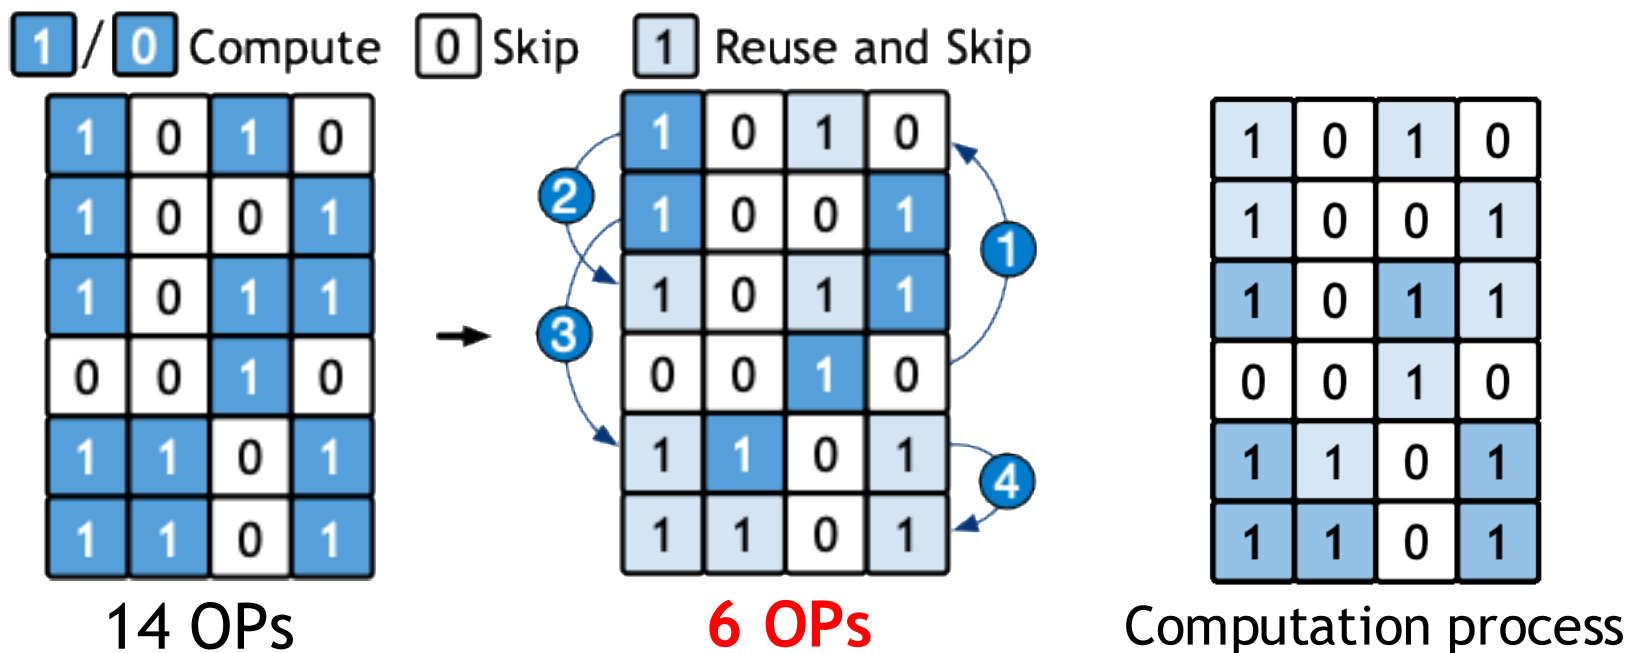 1 / 0 Compute 0 Skip 1 Reuse and Skip
1 0 1 0
1 0 0 1
1 0 1 1
0 0 1 0
1 1 0 1
1 1 0 1
14 OPs
1 0 1 0
1 0 0 1
1 0 1 1
0 0 1 0
1 1 0 1
1 1 0 1
2
3
1
4
6 OPs
1 0 1 0
1 0 0 1
1 0 1 1
0 0 1 0
1 1 0 1
1 1 0 1
Computation process